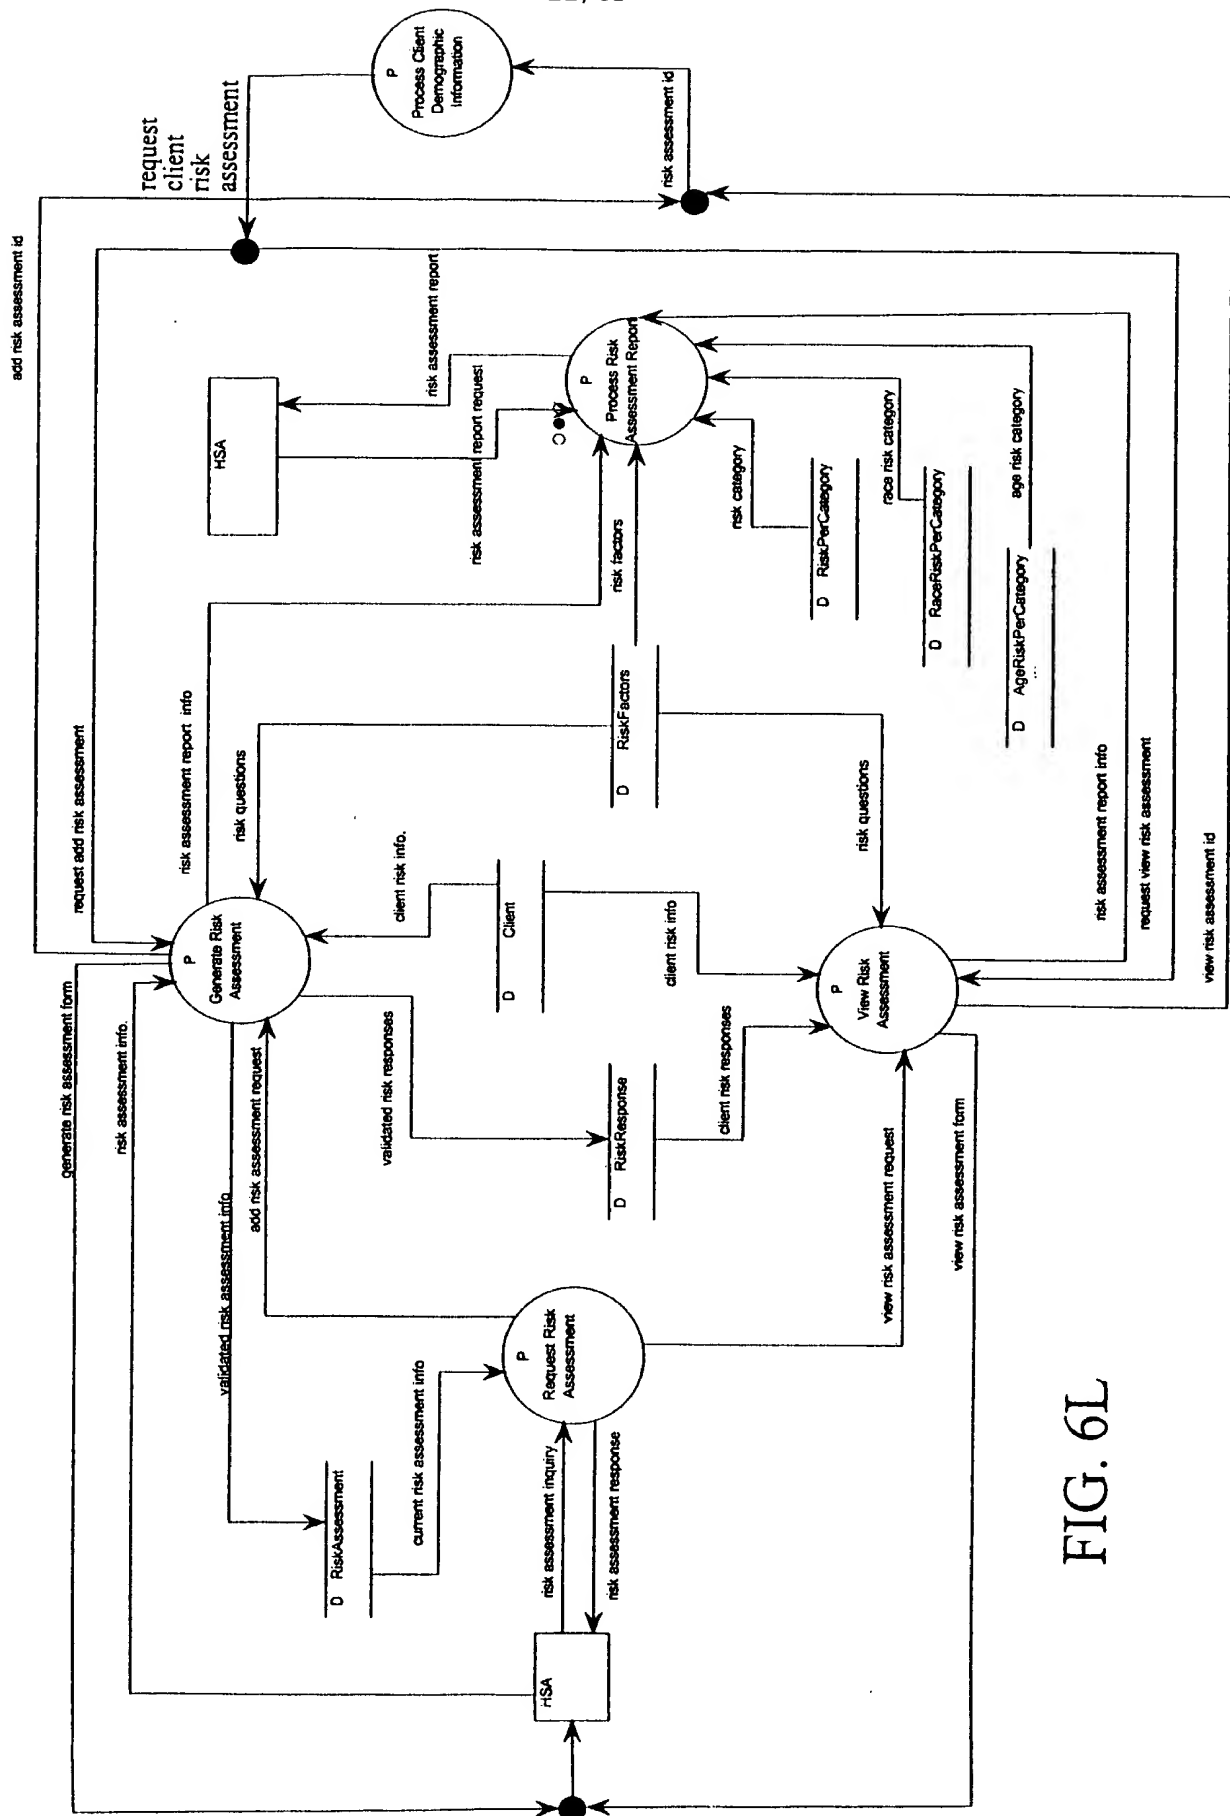 request
client
risk
assessment
P
Process Client
Demographic
Information
risk assessment id
add risk assessment id
request add risk assessment
HSA
risk assessment report
risk assessment report request
P
Process Risk
Assessment Report
C
risk assessment report info
risk factors
risk category
D RiskPerCategory
race risk category
D RaceRiskPerCategory
age risk category
D AgeRiskPerCategory
D RiskFactors
risk questions
risk questions
P
Generate Risk
Assessment
client risk info.
D Client
client risk info
validated risk responses
D RiskResponse
client risk responses
P
View Risk
Assessment
risk assessment report info
request view risk assessment
view risk assessment id
generate risk assessment form
risk assessment info.
validated risk assessment info
add risk assessment request
D RiskAssessment
current risk assessment info
P
Request Risk
Assessment
view risk assessment request
view risk assessment form
risk assessment inquiry
risk assessment response
HSA
FIG. 6L